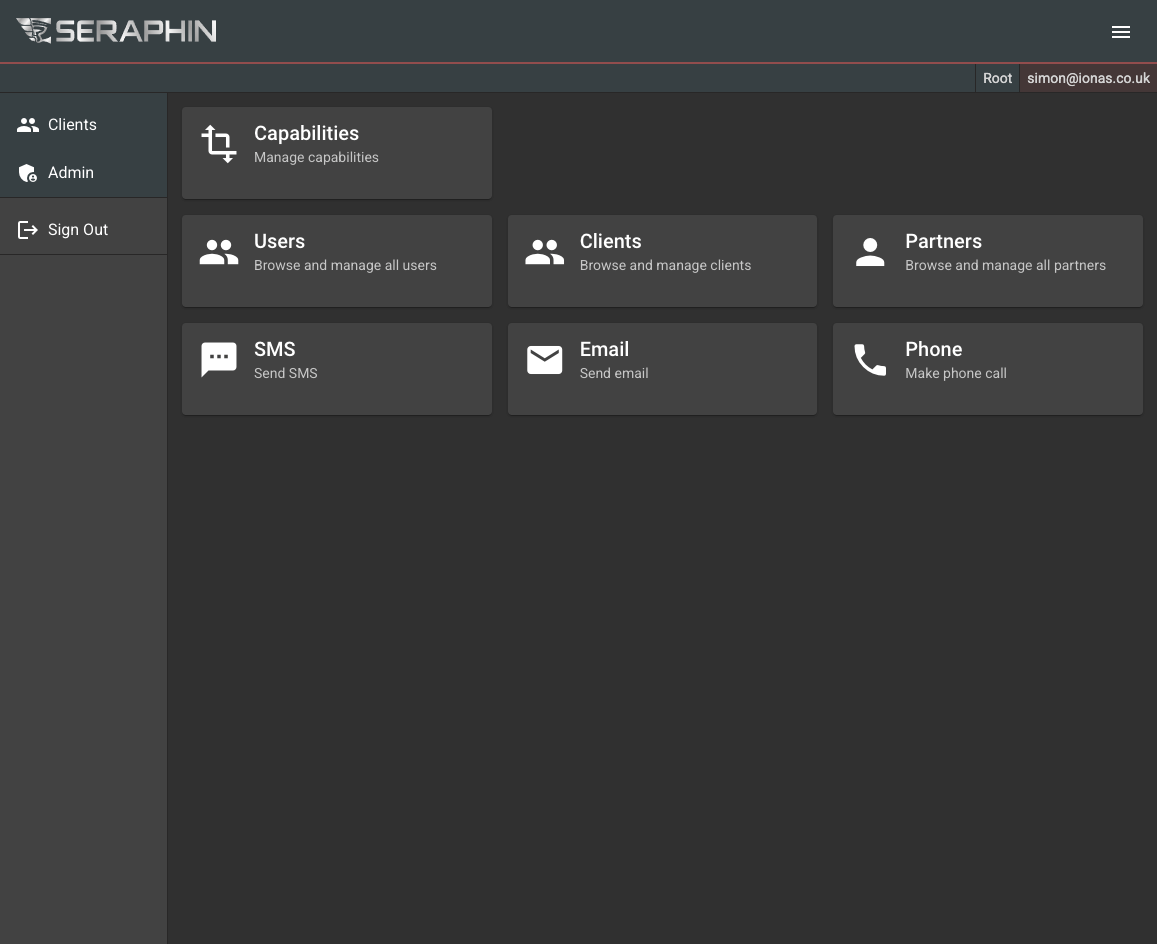 SERAPHIN
Root
simon@ionas.co.uk
Clients
Admin
Sign Out
Capabilities
Manage capabilities
Users
Browse and manage all users
Clients
Browse and manage clients
Partners
Browse and manage all partners
SMS
Send SMS
Email
Send email
Phone
Make phone call